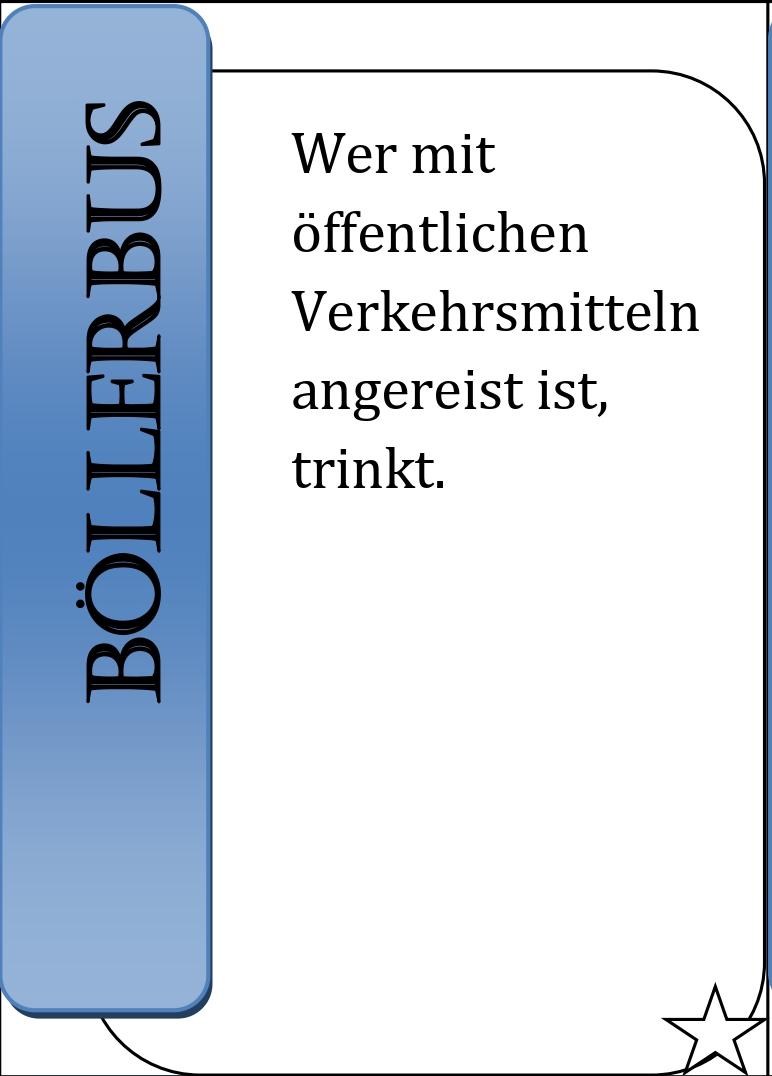 BÖLLERBUS
Wer mit
öffentlichen
Verkehrsmitteln
angereist ist,
trinkt.